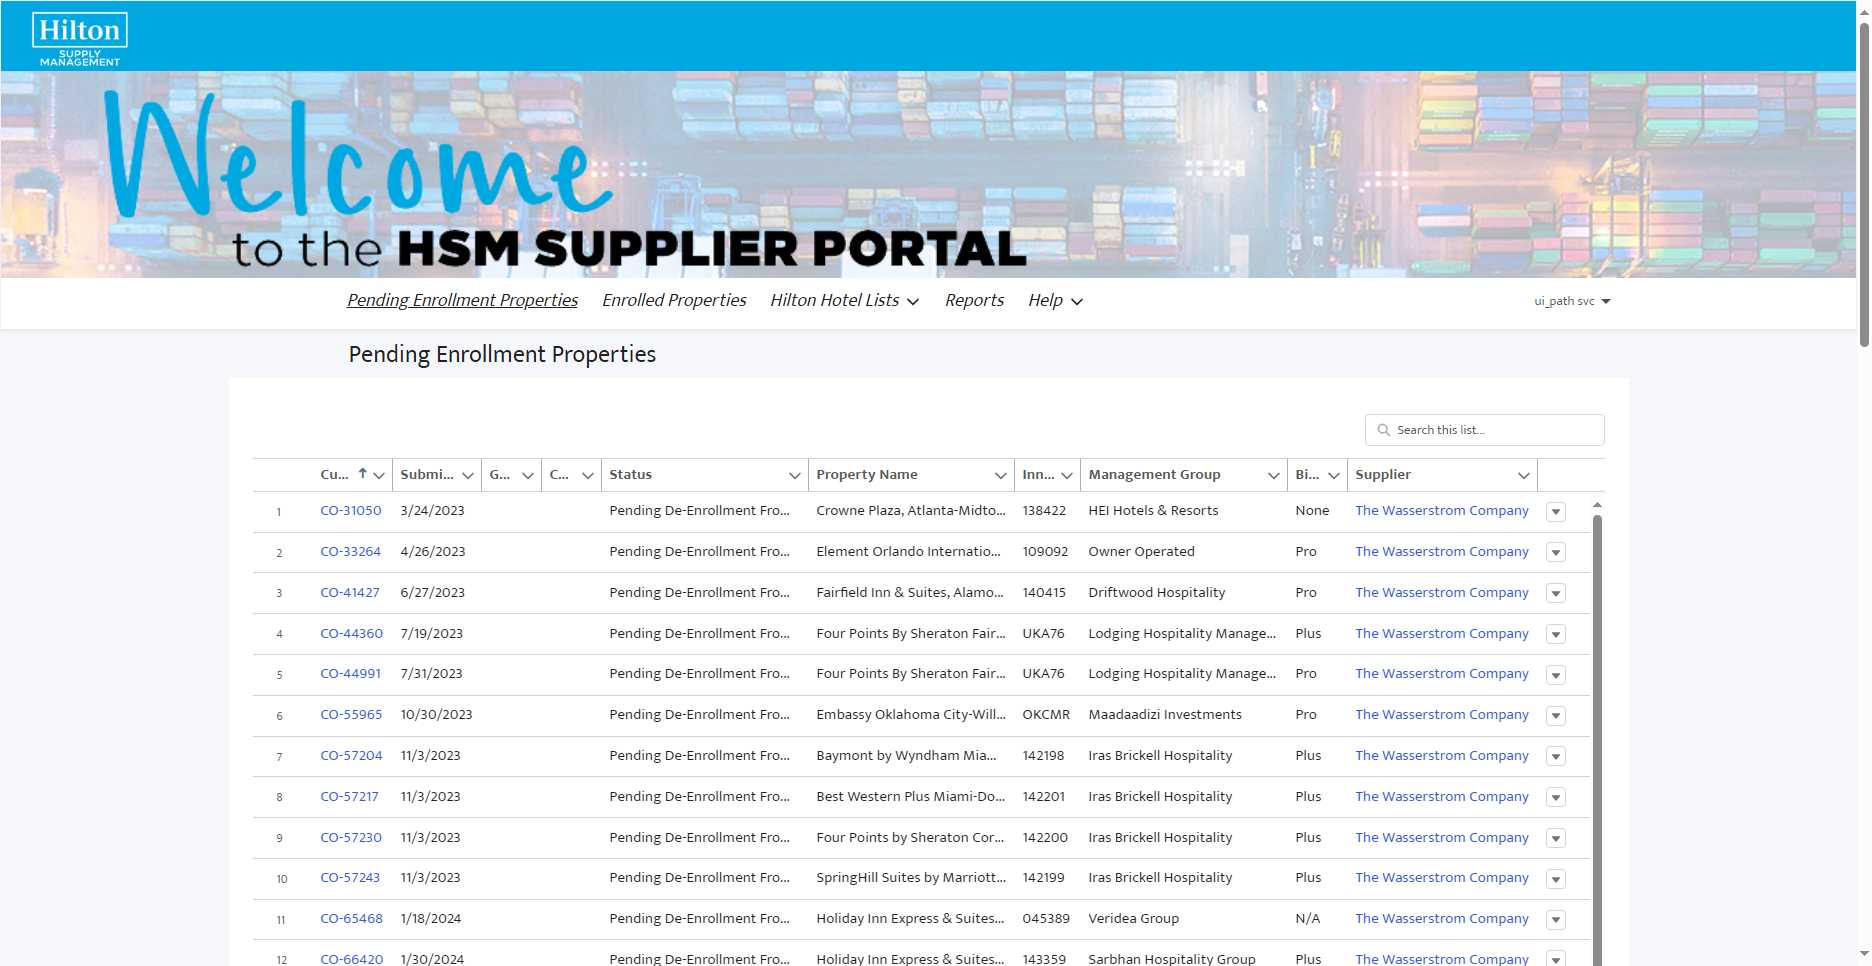 Hilton
SUPPLY
MANAGEMENT
Welcome
to the HSM SUPPLIER PORTAL
Pending Enrollment Properties Enrolled Properties Hilton Hotel Lists Reports Help ui_path svc
Pending Enrollment Properties
Search this list...
Cu... Submi... G... C... Status Property Name Inn... Management Group Bi... Supplier
1 CO-31050 3/24/2023 Pending De-Enrollment Fro... Crowne Plaza, Atlanta-Midto... 138422 HEI Hotels & Resorts None The Wasserstrom Company
2 CO-33264 4/26/2023 Pending De-Enrollment Fro... Element Orlando Internatio... 109092 Owner Operated Pro The Wasserstrom Company
3 CO-41427 6/27/2023 Pending De-Enrollment Fro... Fairfield Inn & Suites, Alamo... 140415 Driftwood Hospitality Pro The Wasserstrom Company
4 CO-44360 7/19/2023 Pending De-Enrollment Fro... Four Points By Sheraton Fair... UKA76 Lodging Hospitality Manage... Plus The Wasserstrom Company
5 CO-44991 7/31/2023 Pending De-Enrollment Fro... Four Points By Sheraton Fair... UKA76 Lodging Hospitality Manage... Pro The Wasserstrom Company
6 CO-55965 10/30/2023 Pending De-Enrollment Fro... Embassy Oklahoma City-Will... OKCMR Maadaadizi Investments Pro The Wasserstrom Company
7 CO-57204 11/3/2023 Pending De-Enrollment Fro... Baymont by Wyndham Mia... 142198 Iras Brickell Hospitality Plus The Wasserstrom Company
8 CO-57217 11/3/2023 Pending De-Enrollment Fro... Best Western Plus Miami-Do... 142201 Iras Brickell Hospitality Plus The Wasserstrom Company
9 CO-57230 11/3/2023 Pending De-Enrollment Fro... Four Points by Sheraton Cor... 142200 Iras Brickell Hospitality Plus The Wasserstrom Company
10 CO-57243 11/3/2023 Pending De-Enrollment Fro... SpringHill Suites by Marriott... 142199 Iras Brickell Hospitality Plus The Wasserstrom Company
11 CO-65468 1/18/2024 Pending De-Enrollment Fro... Holiday Inn Express & Suites... 045389 Veridea Group N/A The Wasserstrom Company
12 CO-66420 1/30/2024 Pending De-Enrollment Fro... Holiday Inn Express & Suites... 143359 Sarbhan Hospitality Group Plus The Wasserstrom Company